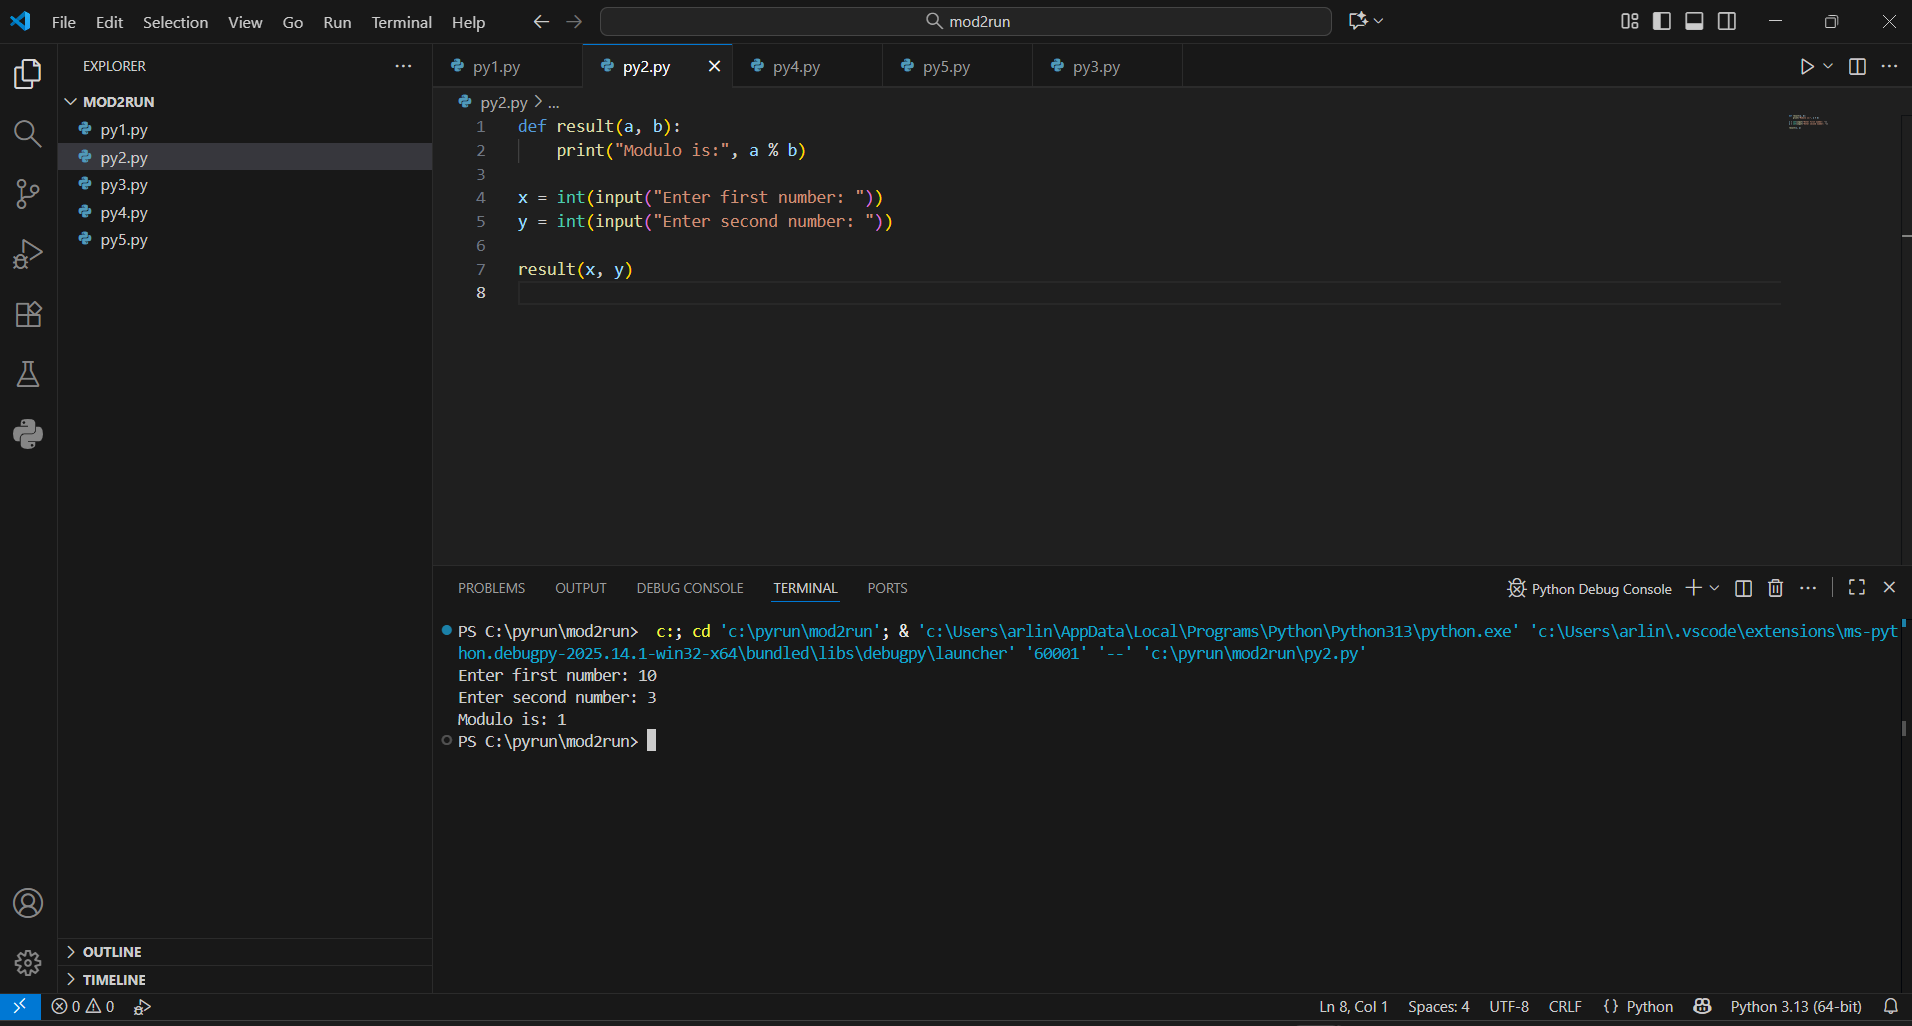 File Edit Selection View Go Run Terminal Help
mod2run
EXPLORER
MOD2RUN
py1.py
py2.py
py3.py
py4.py
py5.py
OUTLINE
TIMELINE
py1.py py2.py py4.py py5.py py3.py
py2.py > ...
1 def result(a, b):
2 print("Modulo is:", a % b)
3
4 x = int(input("Enter first number: "))
5 y = int(input("Enter second number: "))
6
7 result(x, y)
8
PROBLEMS OUTPUT DEBUG CONSOLE TERMINAL PORTS
Python Debug Console
PS C:\pyrun\mod2run> c:; cd 'c:\pyrun\mod2run'; & 'c:\Users\arlin\AppData\Local\Programs\Python\Python313\python.exe' 'c:\Users\arlin\.vscode\extensions\ms-pyt
hon.debugpy-2025.14.1-win32-x64\bundled\libs\debugpy\launcher' '60001' '--' 'c:\pyrun\mod2run\py2.py'
Enter first number: 10
Enter second number: 3
Modulo is: 1
PS C:\pyrun\mod2run>
0 0
Ln 8, Col 1 Spaces: 4 UTF-8 CRLF {} Python Python 3.13 (64-bit)